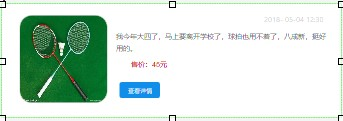 2016-05-04 12:30
我今年大四了，马上要离开学校了，球拍也用不着了，八成新，挺好
用的。
售价：45元
查看详情